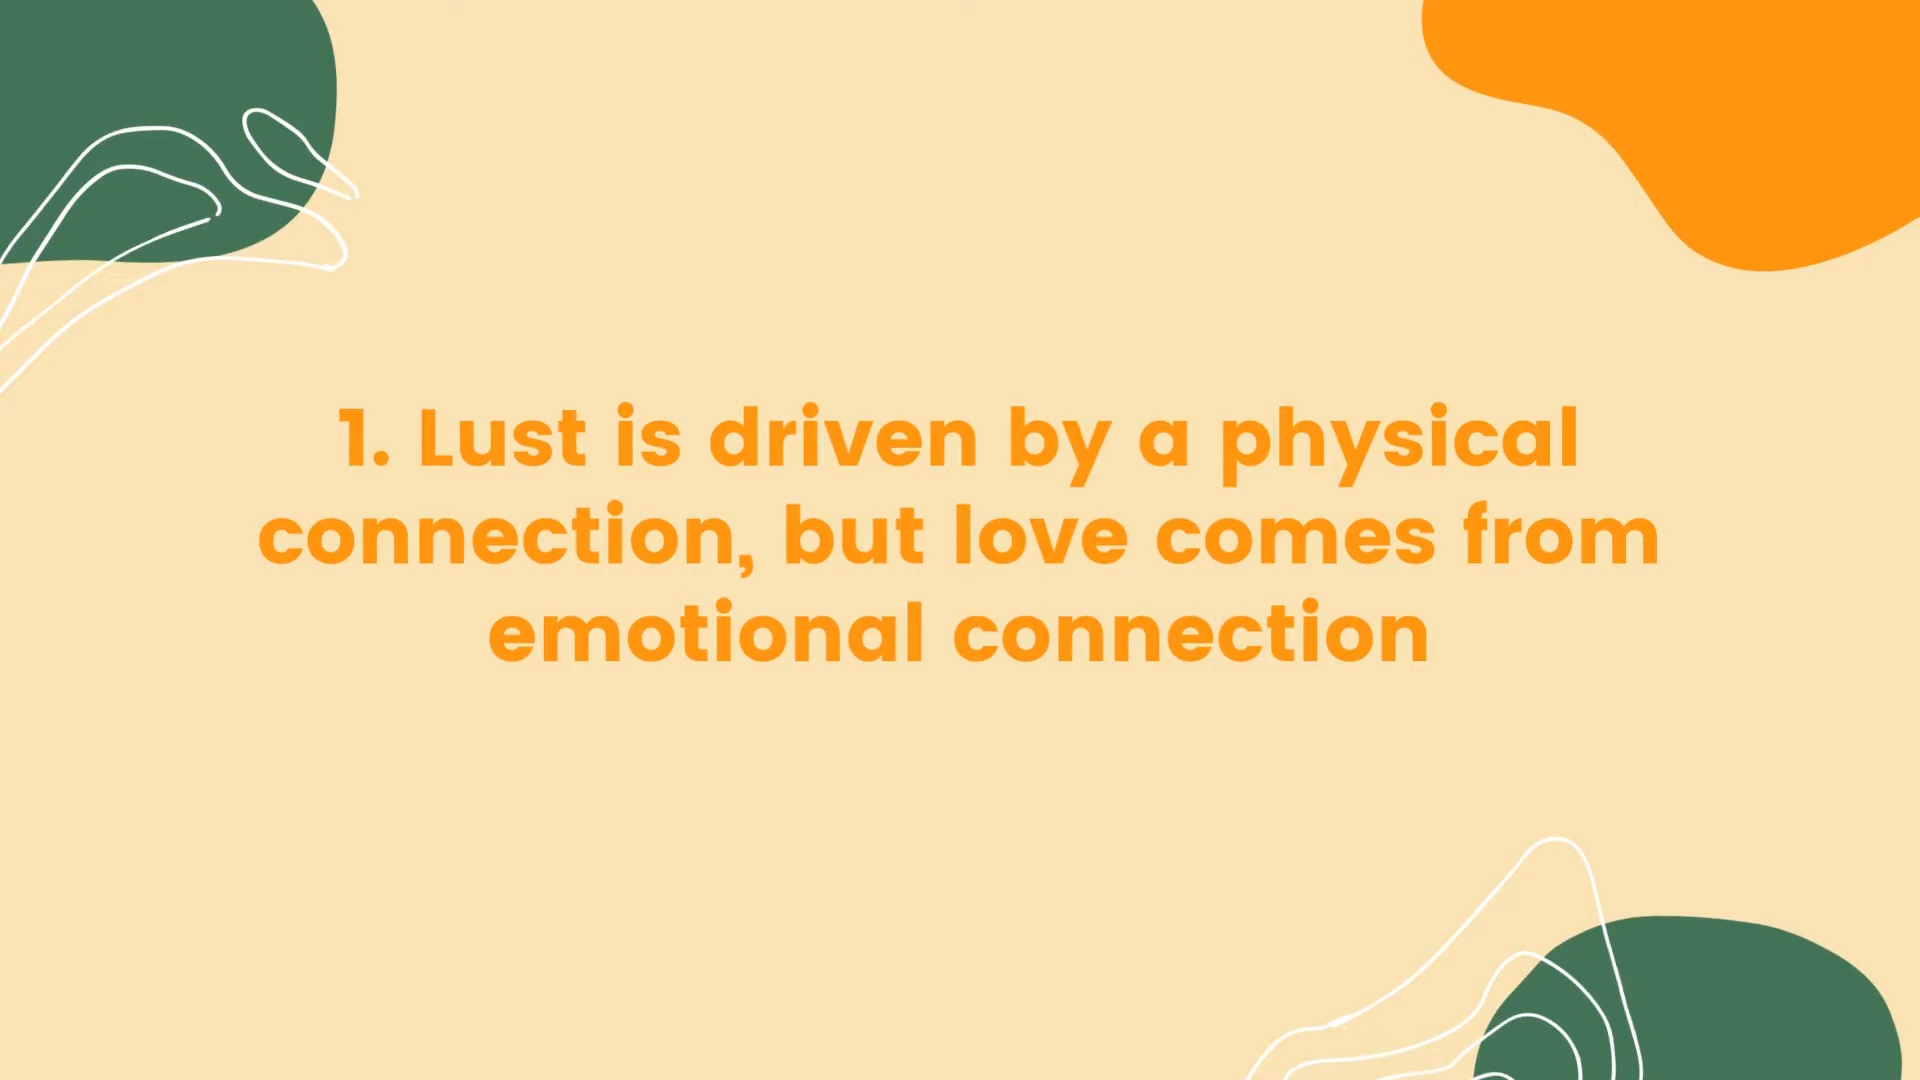 1. Lust is driven by a physical
connection, but love comes from
emotional connection